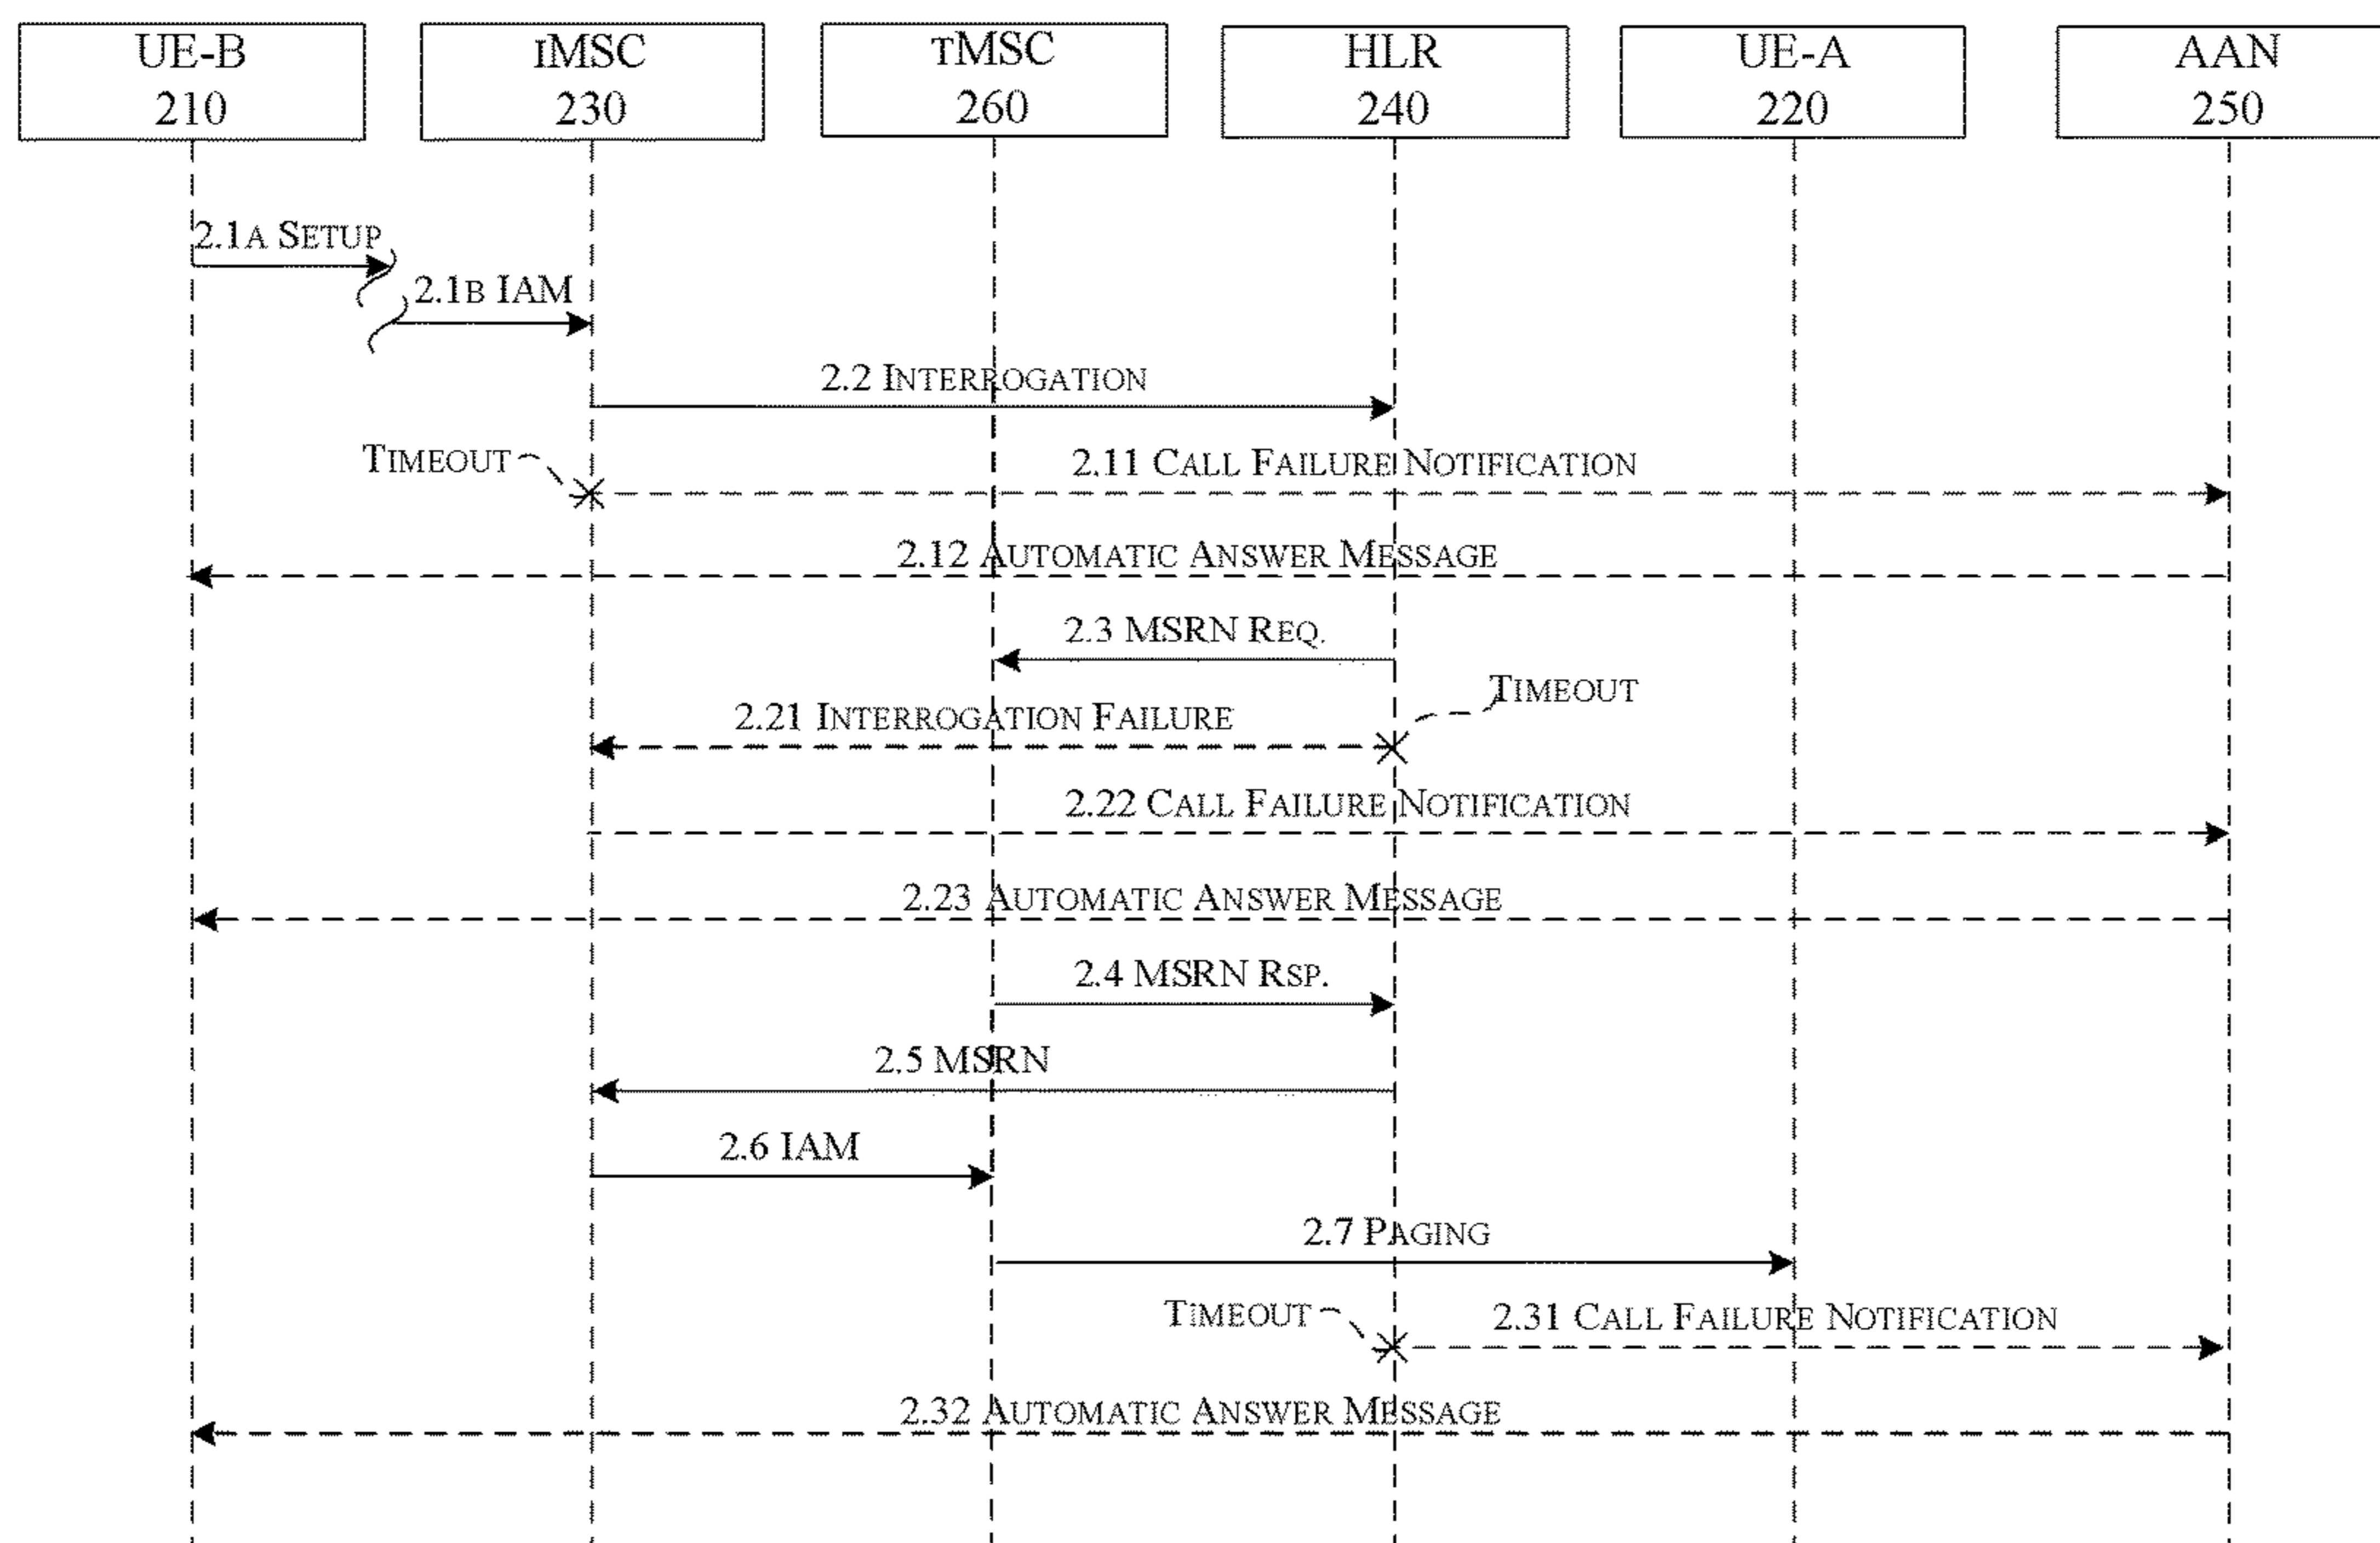 UE-B
210
IMSC
230
TMSC
260
HLR
240
UE-A
220
AAN
250
2.1A SETUP
2.1B IAM
2.2 INTERROGATION
TIMEOUT
2.11 CALL FAILURE NOTIFICATION
2.12 AUTOMATIC ANSWER MESSAGE
2.3 MSRN REQ.
TIMEOUT
2.21 INTERROGATION FAILURE
2.22 CALL FAILURE NOTIFICATION
2.23 AUTOMATIC ANSWER MESSAGE
2.4 MSRN RSP.
2.5 MSRN
2.6 IAM
2.7 PAGING
TIMEOUT
2.31 CALL FAILURE NOTIFICATION
2.32 AUTOMATIC ANSWER MESSAGE